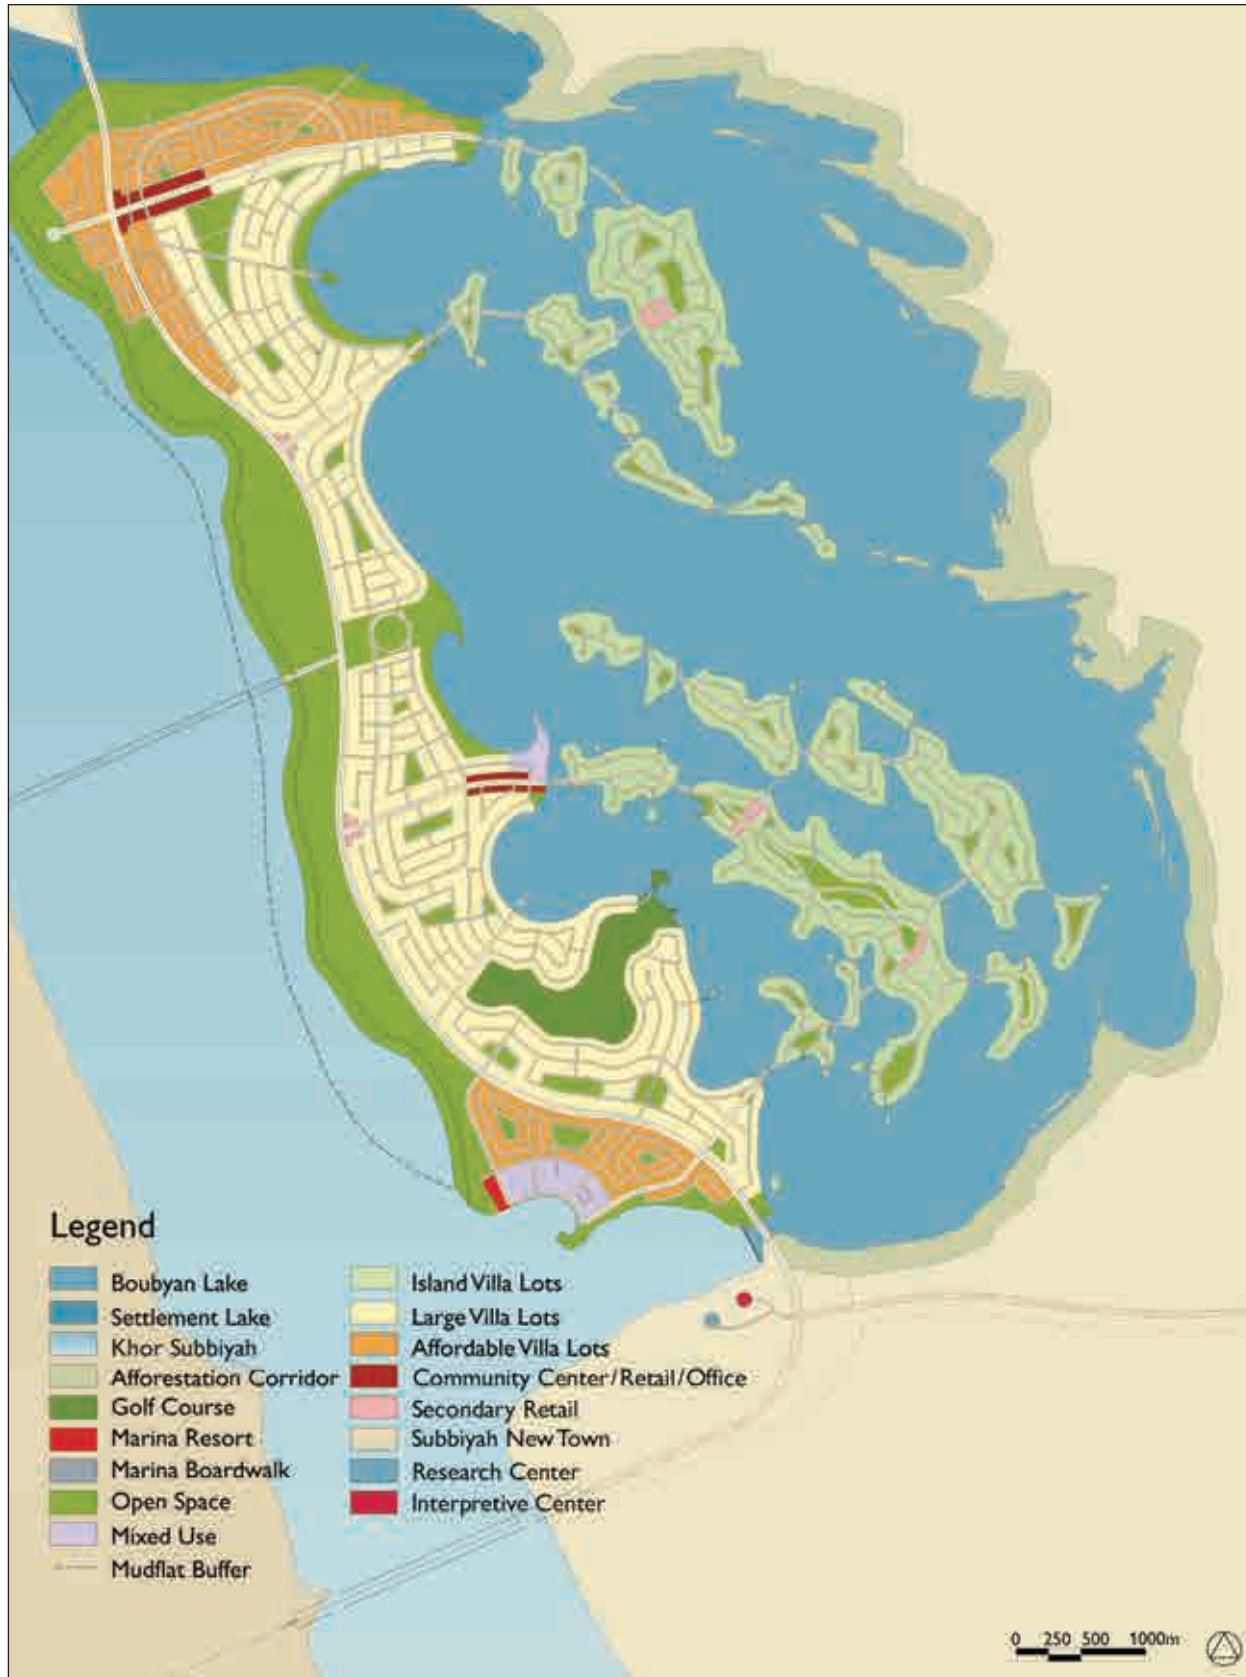 Legend
Boubyan Lake
Settlement Lake
Khor Subbiyah
Afforestation Corridor
Golf Course
Marina Resort
Marina Boardwalk
Open Space
Mixed Use
Mudflat Buffer
Island Villa Lots
Large Villa Lots
Affordable Villa Lots
Community Center/Retail/Office
Secondary Retail
Subbiyah New Town
Research Center
Interpretive Center
0 250 500 1000m